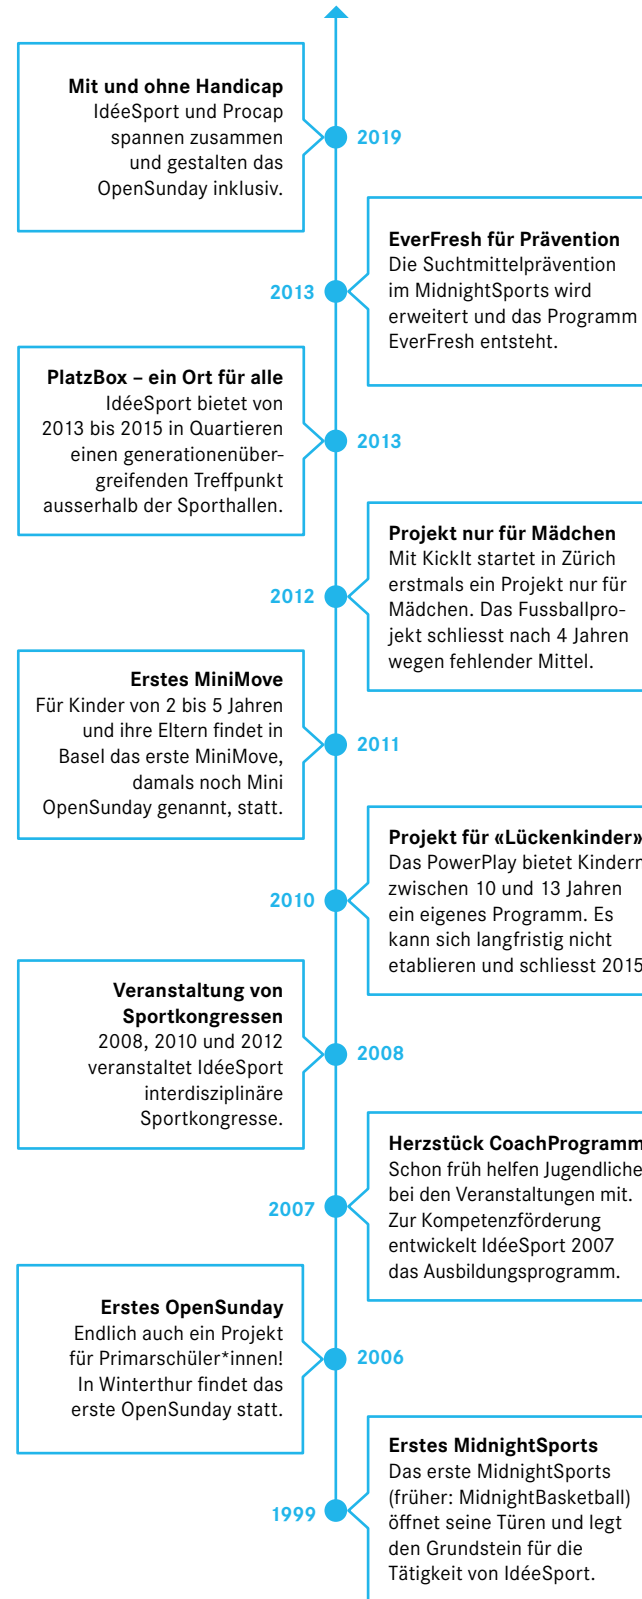 Mit und ohne Handicap
IdéeSport und Procap
spannen zusammen
und gestalten das
OpenSunday inklusiv.
2019
EverFresh für Prävention
Die Suchtmittelprävention
im MidnightSports wird
erweitert und das Programm
EverFresh entsteht.
2013
PlatzBox – ein Ort für alle
IdéeSport bietet von
2013 bis 2015 in Quartieren
einen generationenüber-
greifenden Treffpunkt
ausserhalb der Sporthallen.
2013
Projekt nur für Mädchen
Mit KickIt startet in Zürich
erstmals ein Projekt nur für
Mädchen. Das Fussballpro-
jekt schliesst nach 4 Jahren
wegen fehlender Mittel.
2012
Erstes MiniMove
Für Kinder von 2 bis 5 Jahren
und ihre Eltern findet in
Basel das erste MiniMove,
damals noch Mini
OpenSunday genannt, statt.
2011
Projekt für «Lückenkinder»
Das PowerPlay bietet Kindern
zwischen 10 und 13 Jahren
ein eigenes Programm. Es
kann sich langfristig nicht
etablieren und schliesst 2015
2010
Veranstaltung von
Sportkongressen
2008, 2010 und 2012
veranstaltet IdéeSport
interdisziplinäre
Sportkongresse.
2008
Herzstück CoachProgramm
Schon früh helfen Jugendliche
bei den Veranstaltungen mit.
Zur Kompetenzförderung
entwickelt IdéeSport 2007
das Ausbildungsprogramm.
2007
Erstes OpenSunday
Endlich auch ein Projekt
für Primarschüler*innen!
In Winterthur findet das
erste OpenSunday statt.
2006
Erstes MidnightSports
Das erste MidnightSports
(früher: MidnightBasketball)
öffnet seine Türen und legt
den Grundstein für die
Tätigkeit von IdéeSport.
1999